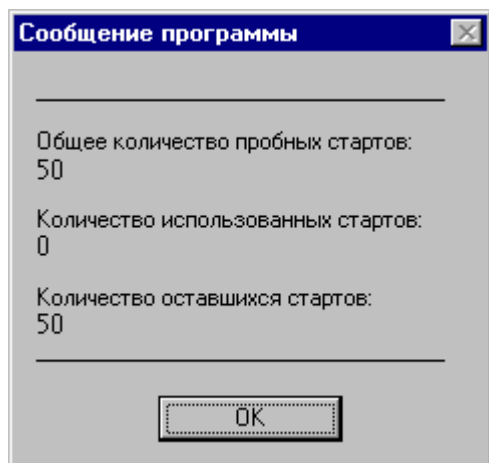 Сообщение программы
Общее количество пробных стартов:
50
Количество использованных стартов:
0
Количество оставшихся стартов:
50
OK